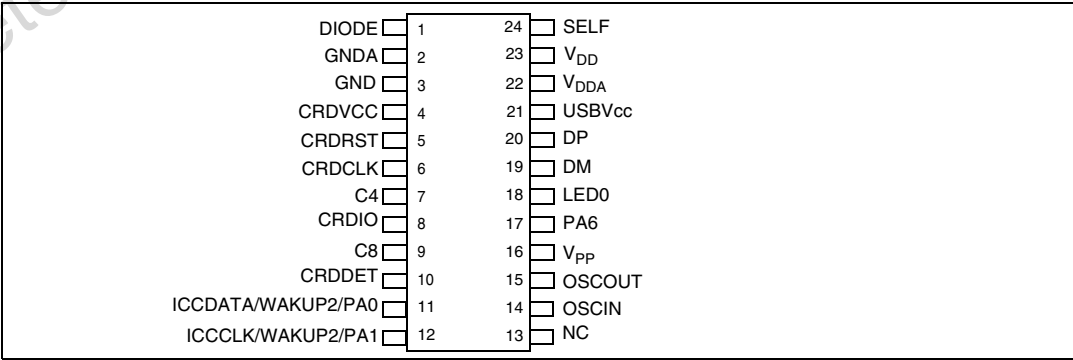 DIODE 1 24 SELF
GNDA 2 23 VDD
GND 3 22 VDDA
CRDVCC 4 21 USBVcc
CRDRST 5 20 DP
CRDCLK 6 19 DM
C4 7 18 LED0
CRDIO 8 17 PA6
C8 9 16 VPP
CRDDET 10 15 OSCOUT
ICCDATA/WAKUP2/PA0 11 14 OSCIN
ICCCLK/WAKUP2/PA1 12 13 NC